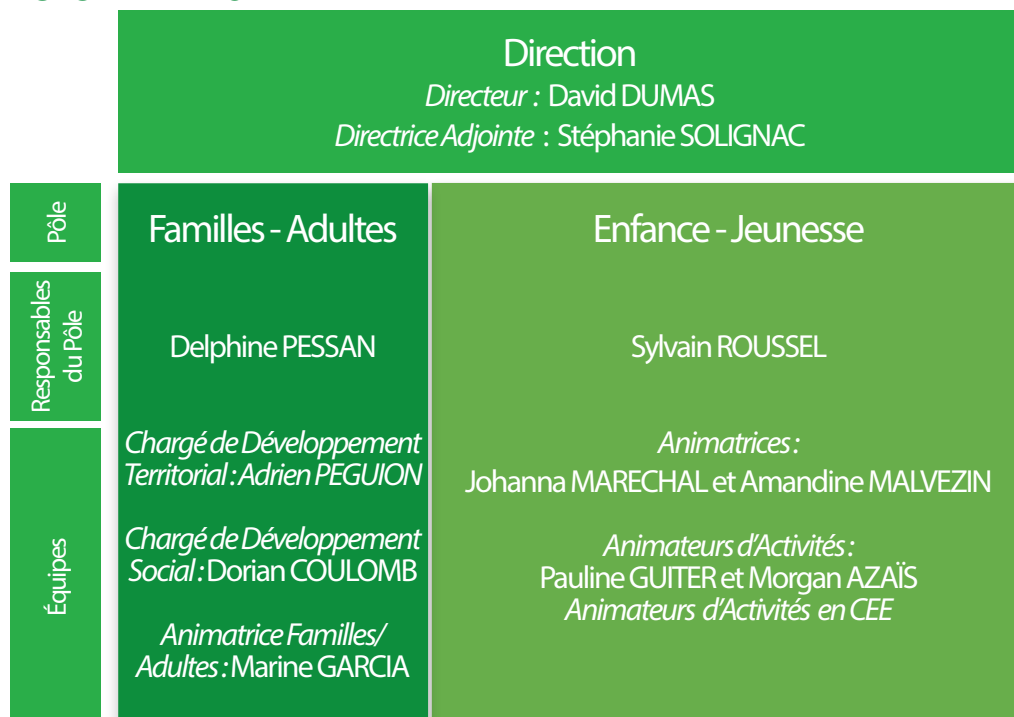 Direction
Directeur : David DUMAS
Directrice Adjointe : Stéphanie SOLIGNAC
Pôle
Familles - Adultes
Enfance - Jeunesse
Responsables
du Pôle
Delphine PESSAN
Sylvain ROUSSEL
Équipes
Chargé de Développement
Territorial : Adrien PEGUION
Chargé de Développement
Social : Dorian COULOMB
Animatrice Familles/
Adultes : Marine GARCIA
Animatrices :
Johanna MARECHAL et Amandine MALVEZIN
Animateurs d’Activités :
Pauline GUITER et Morgan AZAÏS
Animateurs d’Activités en CEE